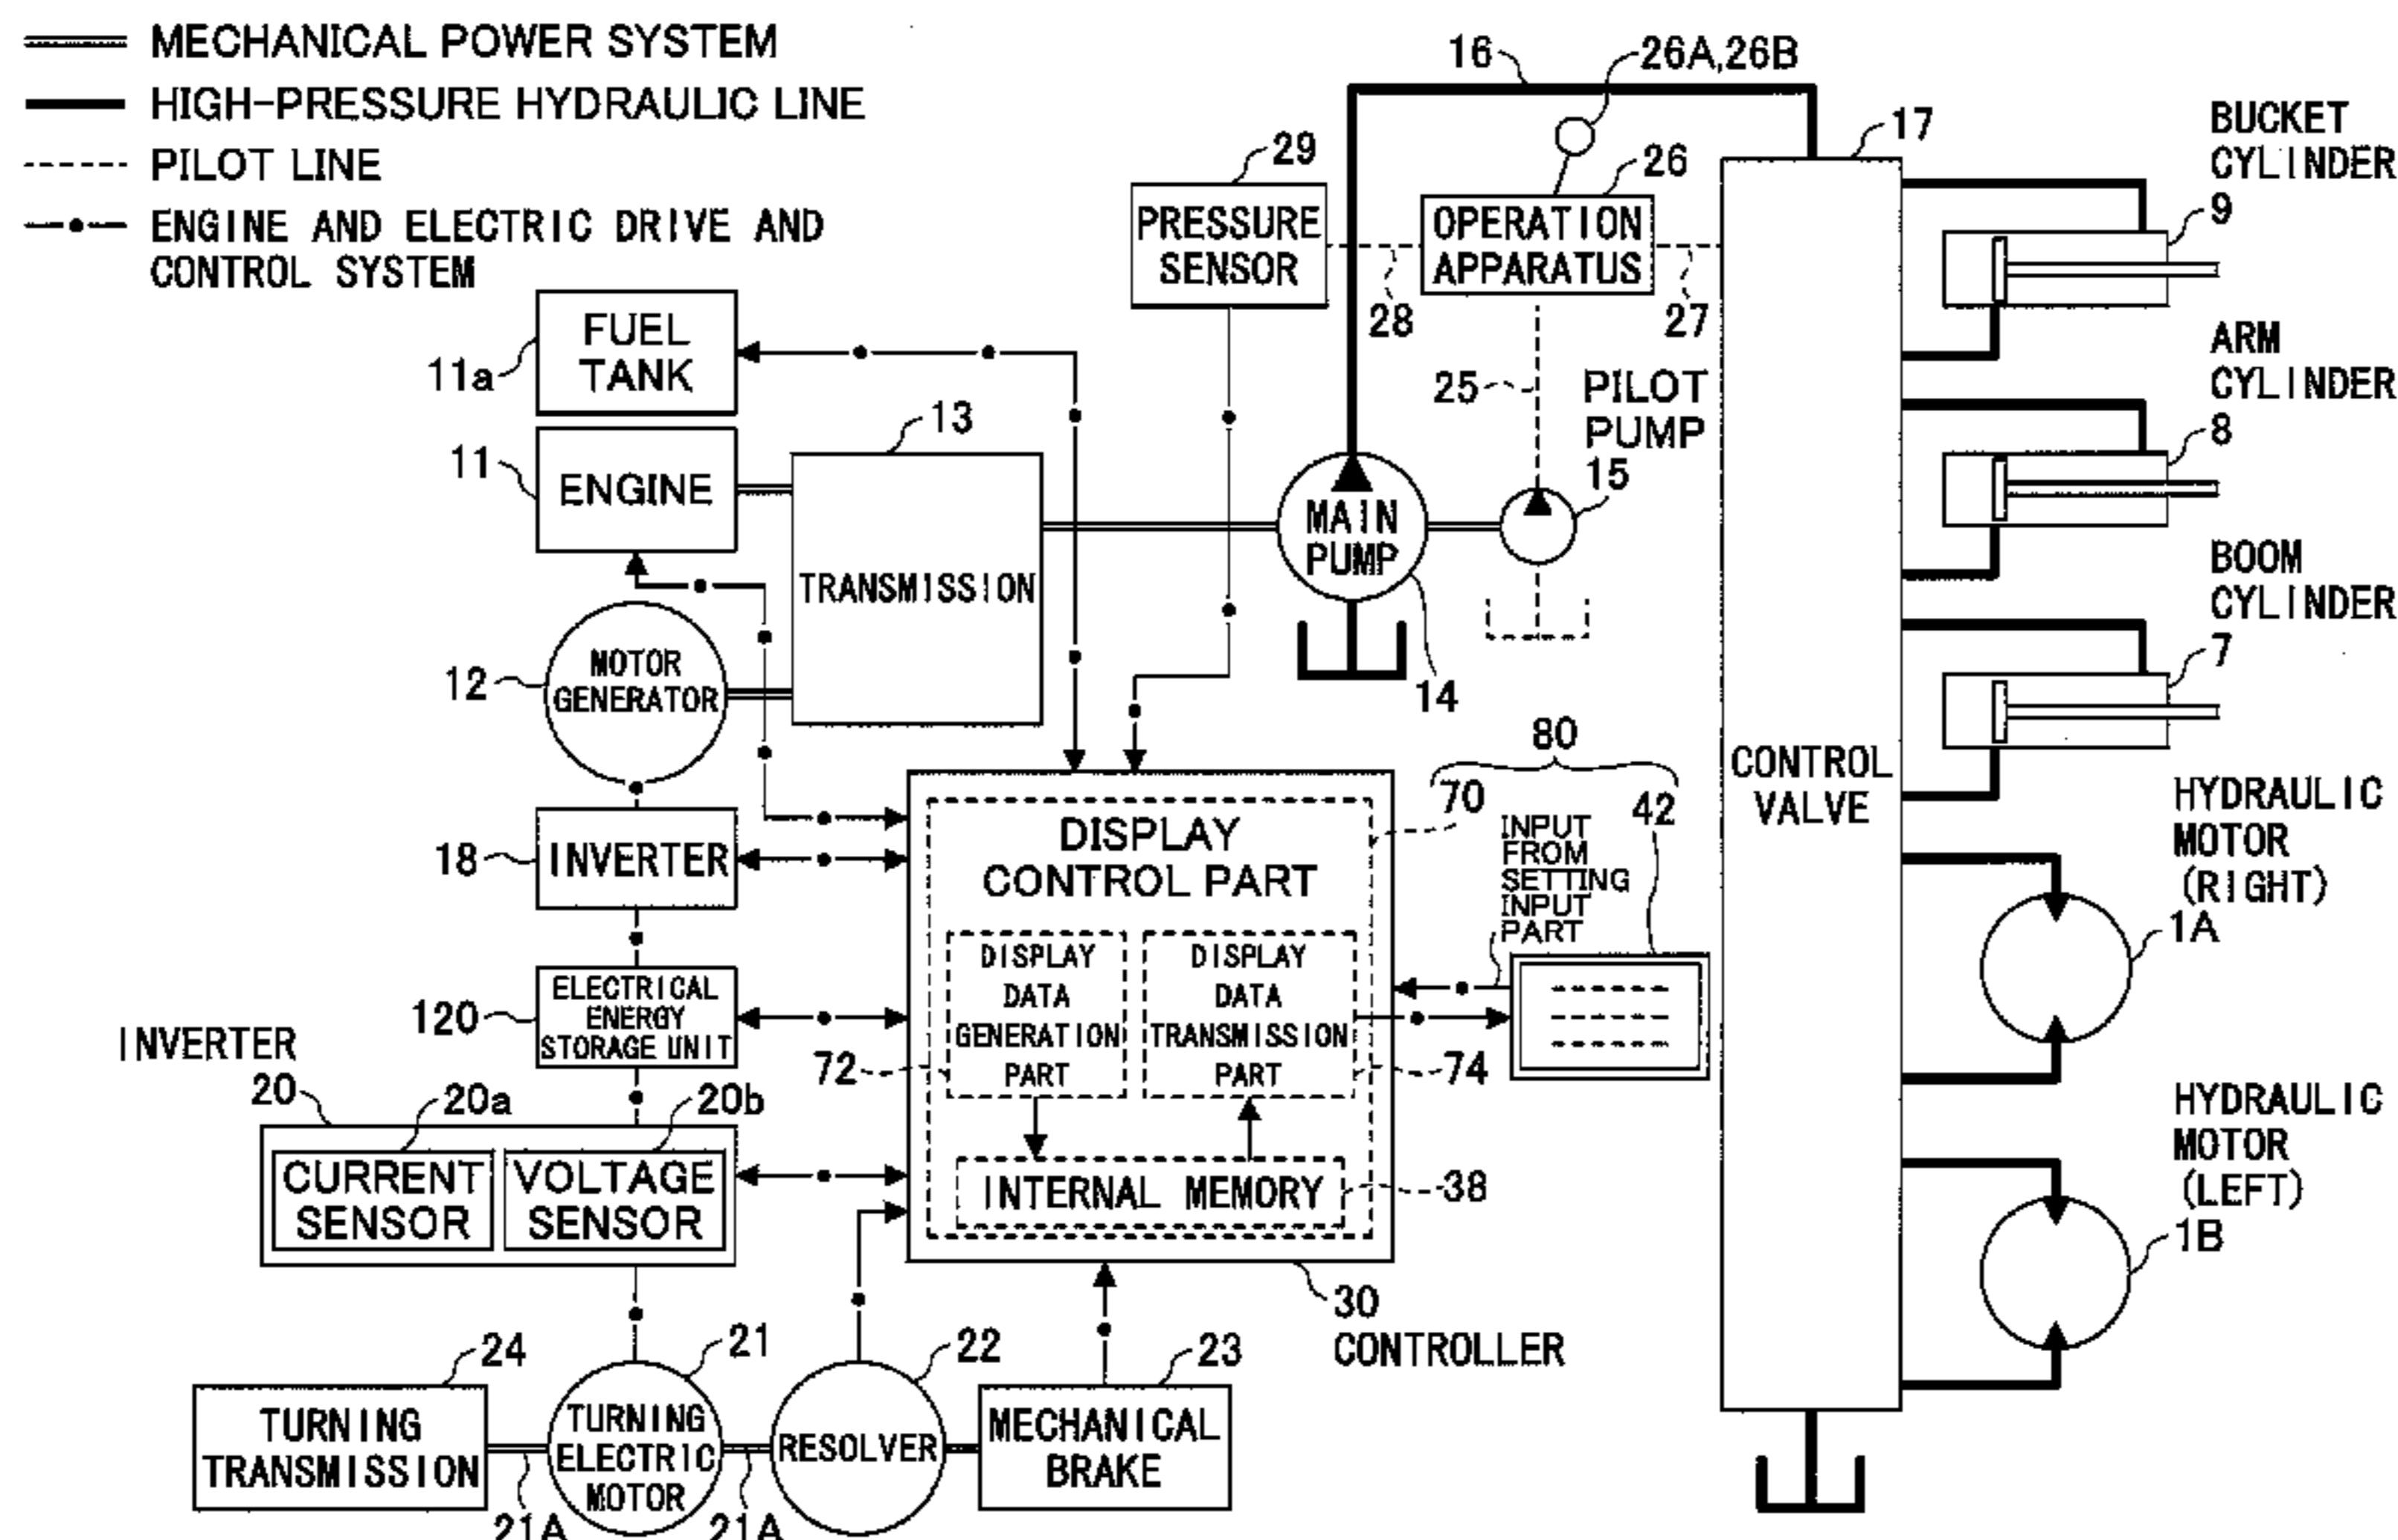 MECHANICAL POWER SYSTEM
HIGH-PRESSURE HYDRAULIC LINE
PILOT LINE
ENGINE AND ELECTRIC DRIVE AND
CONTROL SYSTEM
16
26A,26B
17
BUCKET
CYLINDER
9
29
26
PRESSURE
SENSOR
OPERATION
APPARATUS
28
27
FUEL
TANK
11a
ARM
CYLINDER
8
25
PILOT
PUMP
15
13
11
ENGINE
TRANSMISSION
MAIN
PUMP
14
BOOM
CYLINDER
7
12
MOTOR
GENERATOR
80
70
42
CONTROL
VALVE
HYDRAULIC
MOTOR
(RIGHT)
1A
18
INVERTER
DISPLAY
CONTROL PART
INPUT
FROM
SETTING
INPUT
PART
120
ELECTRICAL
ENERGY
STORAGE UNIT
DISPLAY
DATA
GENERATION
PART
72
DISPLAY
DATA
TRANSMISSION
PART
74
INVERTER
20
20a
20b
CURRENT
SENSOR
VOLTAGE
SENSOR
INTERNAL MEMORY
38
HYDRAULIC
MOTOR
(LEFT)
1B
30
CONTROLLER
24
21
22
23
TURNING
TRANSMISSION
TURNING
ELECTRIC
MOTOR
RESOLVER
MECHANICAL
BRAKE
21A
21A